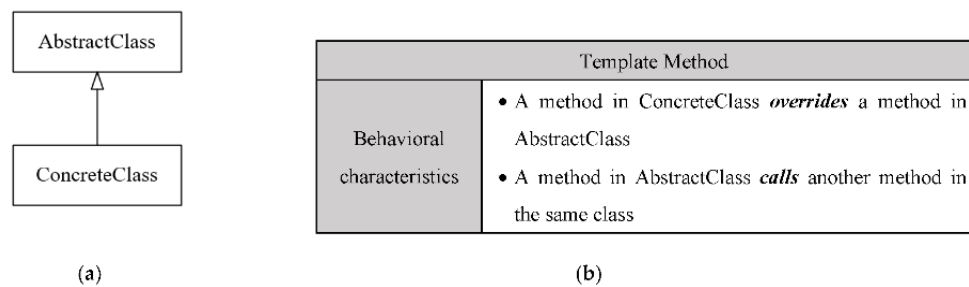 AbstractClass
ConcreteClass
(a)
Template Method
Behavioral
characteristics
• A method in ConcreteClass overrides a method in
AbstractClass
• A method in AbstractClass calls another method in
the same class
(b)